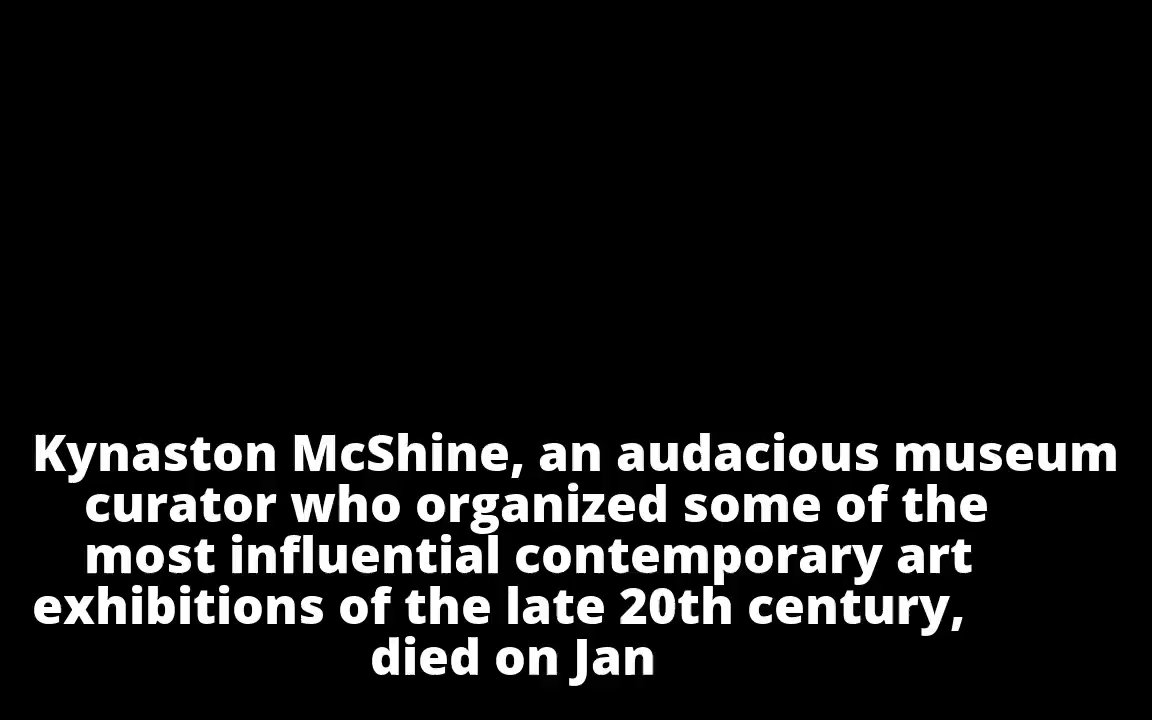 Kynaston McShine, an audacious museum
curator who organized some of the
most influential contemporary art
exhibitions of the late 20th century,
died on Jan